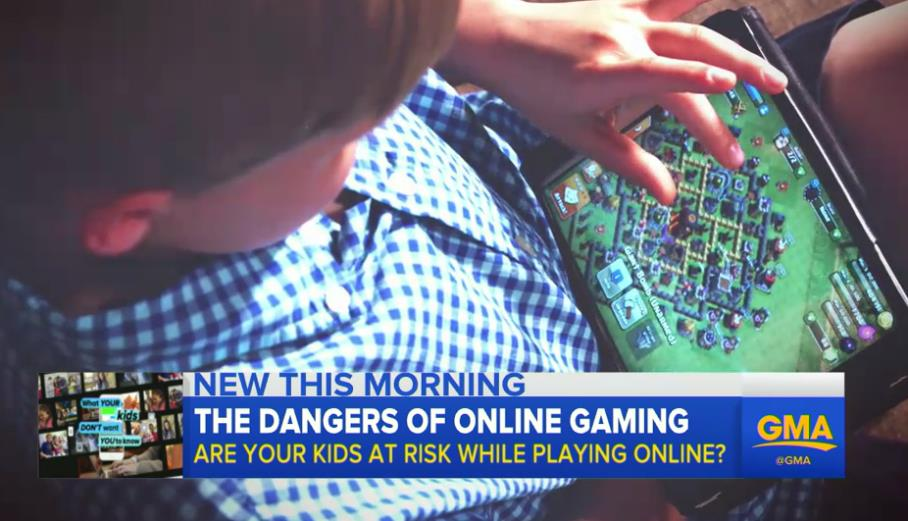 NEW THIS MORNING
THE DANGERS OF ONLINE GAMING
ARE YOUR KIDS AT RISK WHILE PLAYING ONLINE?
GMA
@GMA
What YOUR
kids
DON'T want
YOU to know